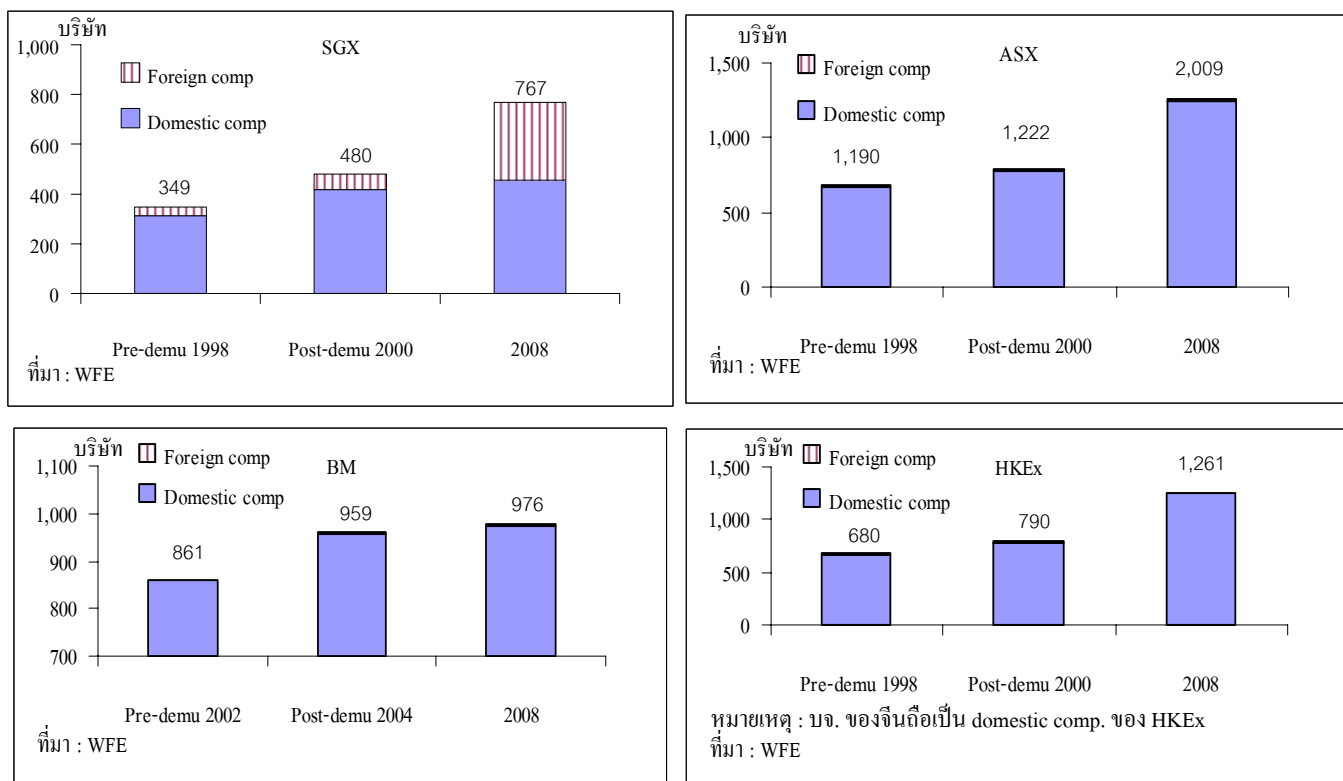 บริษัท
SGX
1,000
800
600
400
200
0
Foreign comp
Domestic comp
349
480
767
Pre-demu 1998 Post-demu 2000 2008
ที่มา : WFE
บริษัท
ASX
1,500
1,000
500
0
Foreign comp
Domestic comp
1,190
1,222
2,009
Pre-demu 1998 Post-demu 2000 2008
ที่มา : WFE
บริษัท
BM
1,100
1,000
900
800
700
Foreign comp
Domestic comp
861
959
976
Pre-demu 2002 Post-demu 2004 2008
ที่มา : WFE
บริษัท
HKEx
1,500
1,000
500
0
Foreign comp
Domestic comp
680
790
1,261
Pre-demu 1998 Post-demu 2000 2008
หมายเหตุ : บจ. ของจีนถือเป็น domestic comp. ของ HKEx
ที่มา : WFE